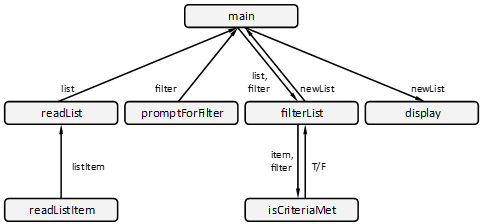 main
list
filter
list,
filter
newList
newList
readList
promptForFilter
filterList
display
listItem
item,
filter
T/F
readListItem
isCriteriaMet